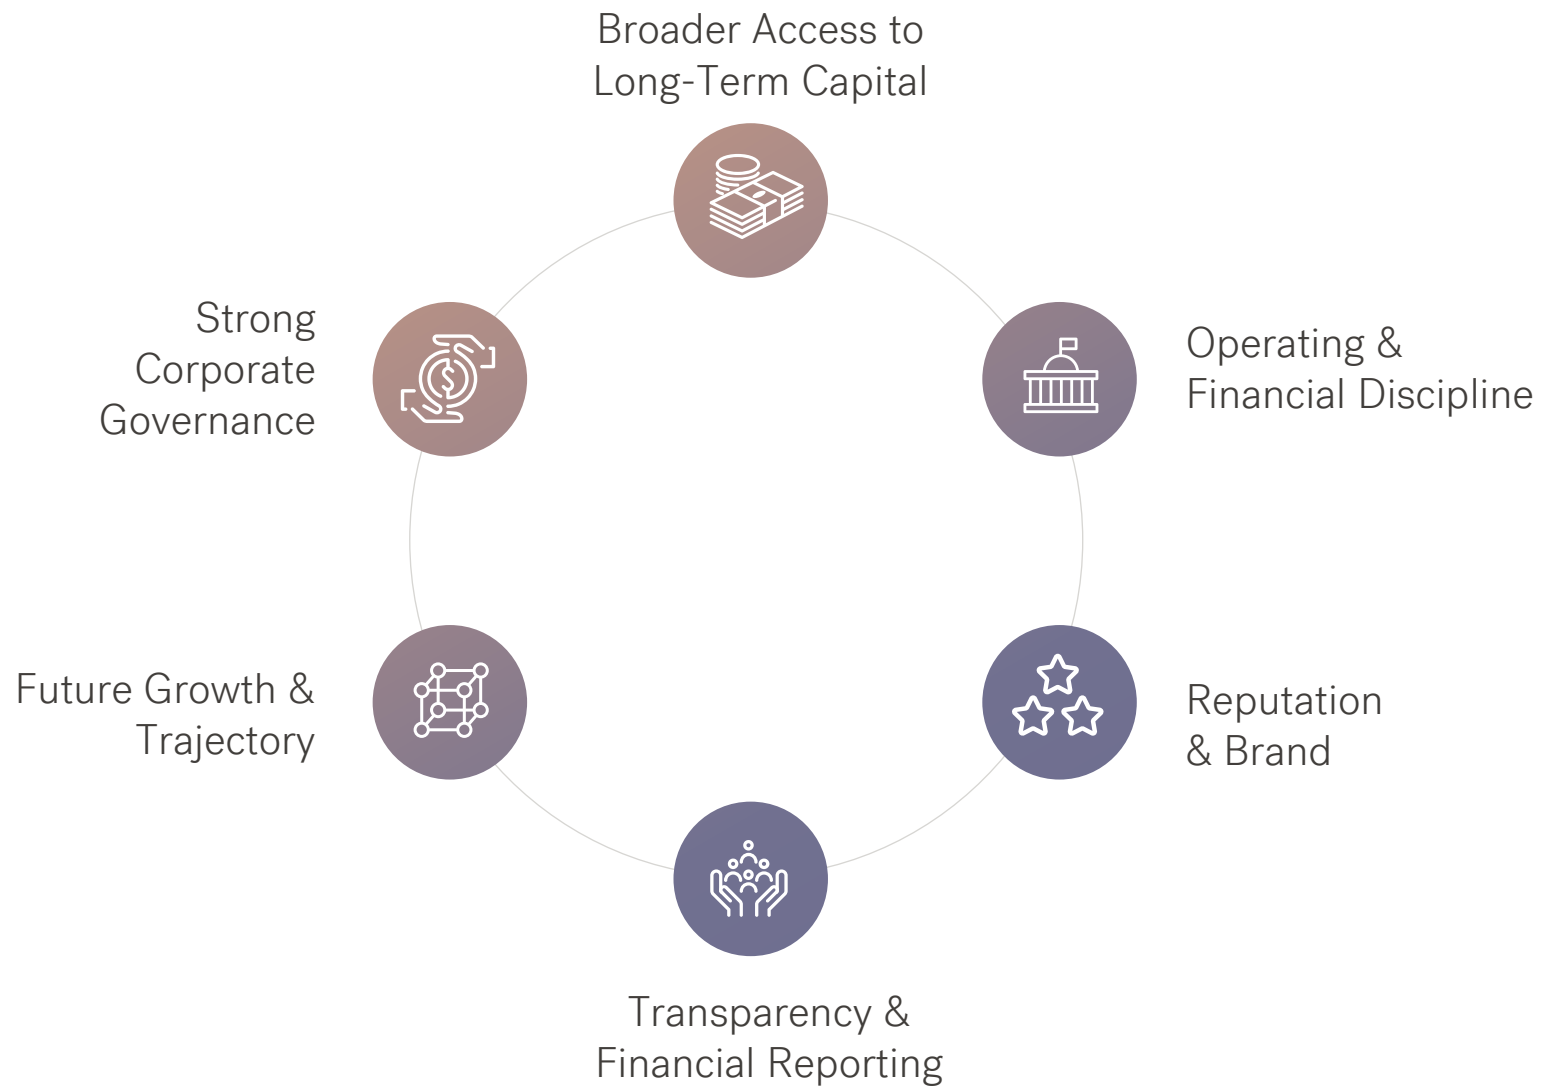 Broader Access to
Long-Term Capital
Strong
Corporate
Governance
Operating &
Financial Discipline
Future Growth &
Trajectory
Reputation
& Brand
Transparency &
Financial Reporting